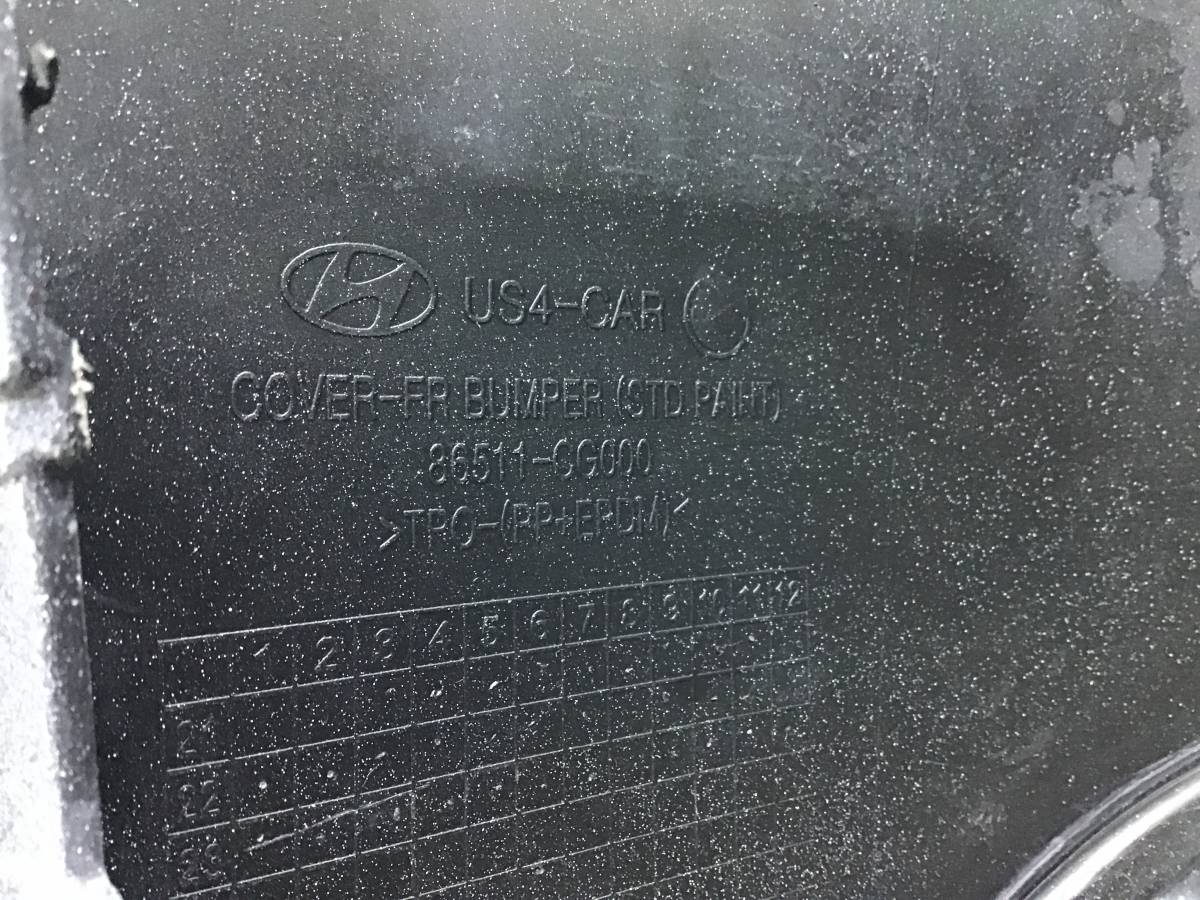 US4-CAR
COVER-FR BUMPER (STD PAINT)
86511-CG000
>TPO-(PP+EPDM)<
1 2 3 4 5 6 7 8 9 10 11 12
21
22
23